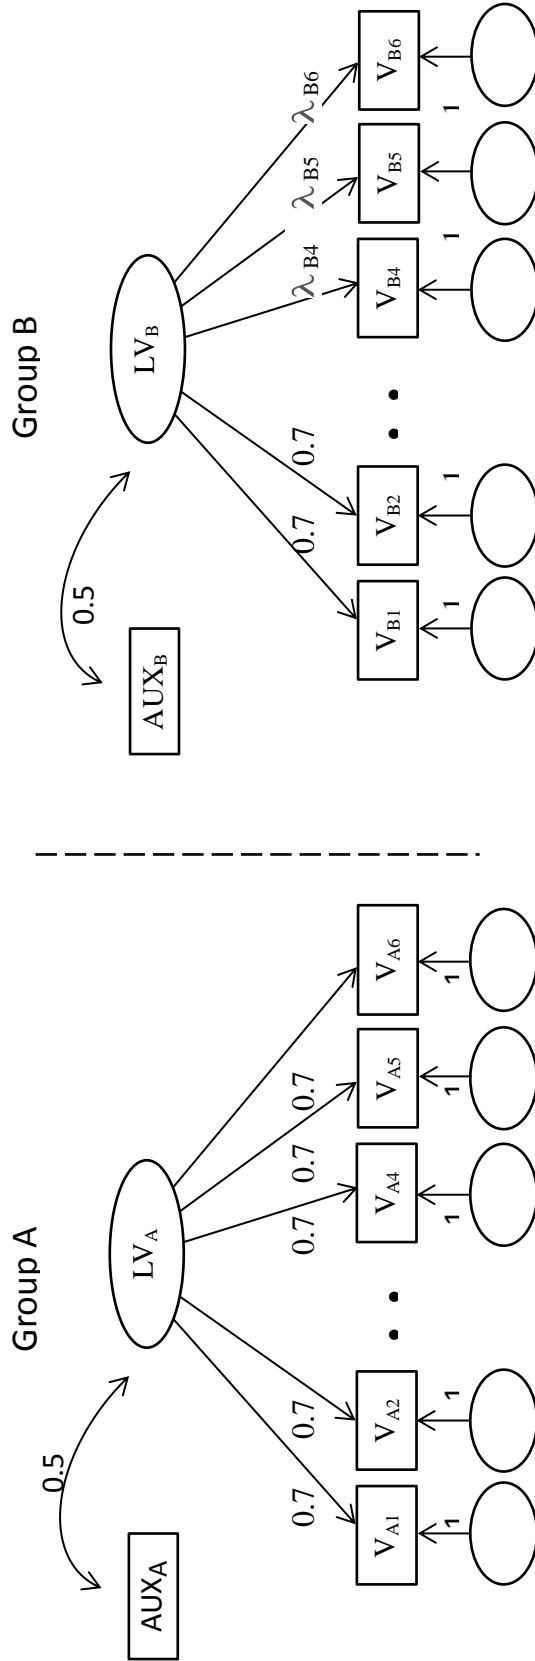 Group A
Group B
0.5
0.5
AUX_A
LV_A
AUX_B
LV_B
0.7
0.7
0.7
0.7
0.7
0.7
0.7
λ_B4
λ_B5
λ_B6
V_A1
V_A2
V_A4
V_A5
V_A6
V_B1
V_B2
V_B4
V_B5
V_B6
1
1
1
1
1
1
1
1
1